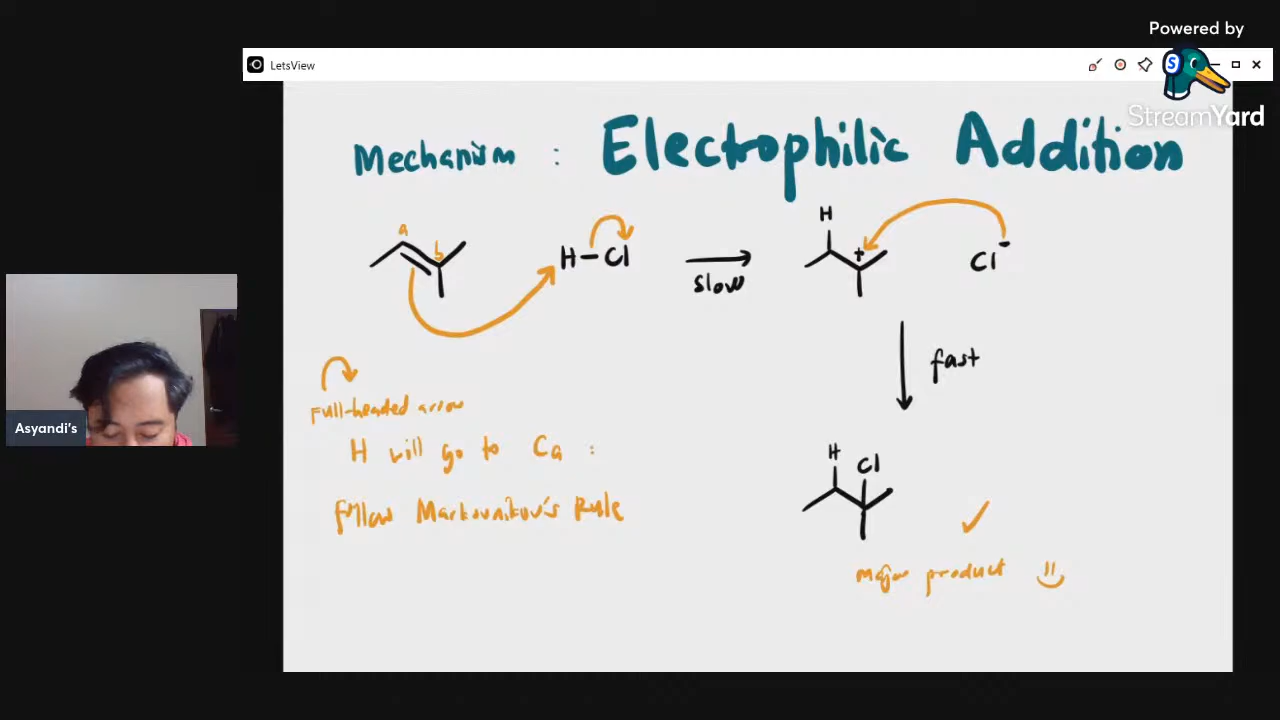 Powered by
LetsView
StreamYard
Mechanism : Electrophilic Addition
a
b
H-Cl
slow
H
+
Cl-
fast
Full-headed arrow
H will go to Ca :
follow Markovnikov's Rule
H
Cl
major product
Asyandi's